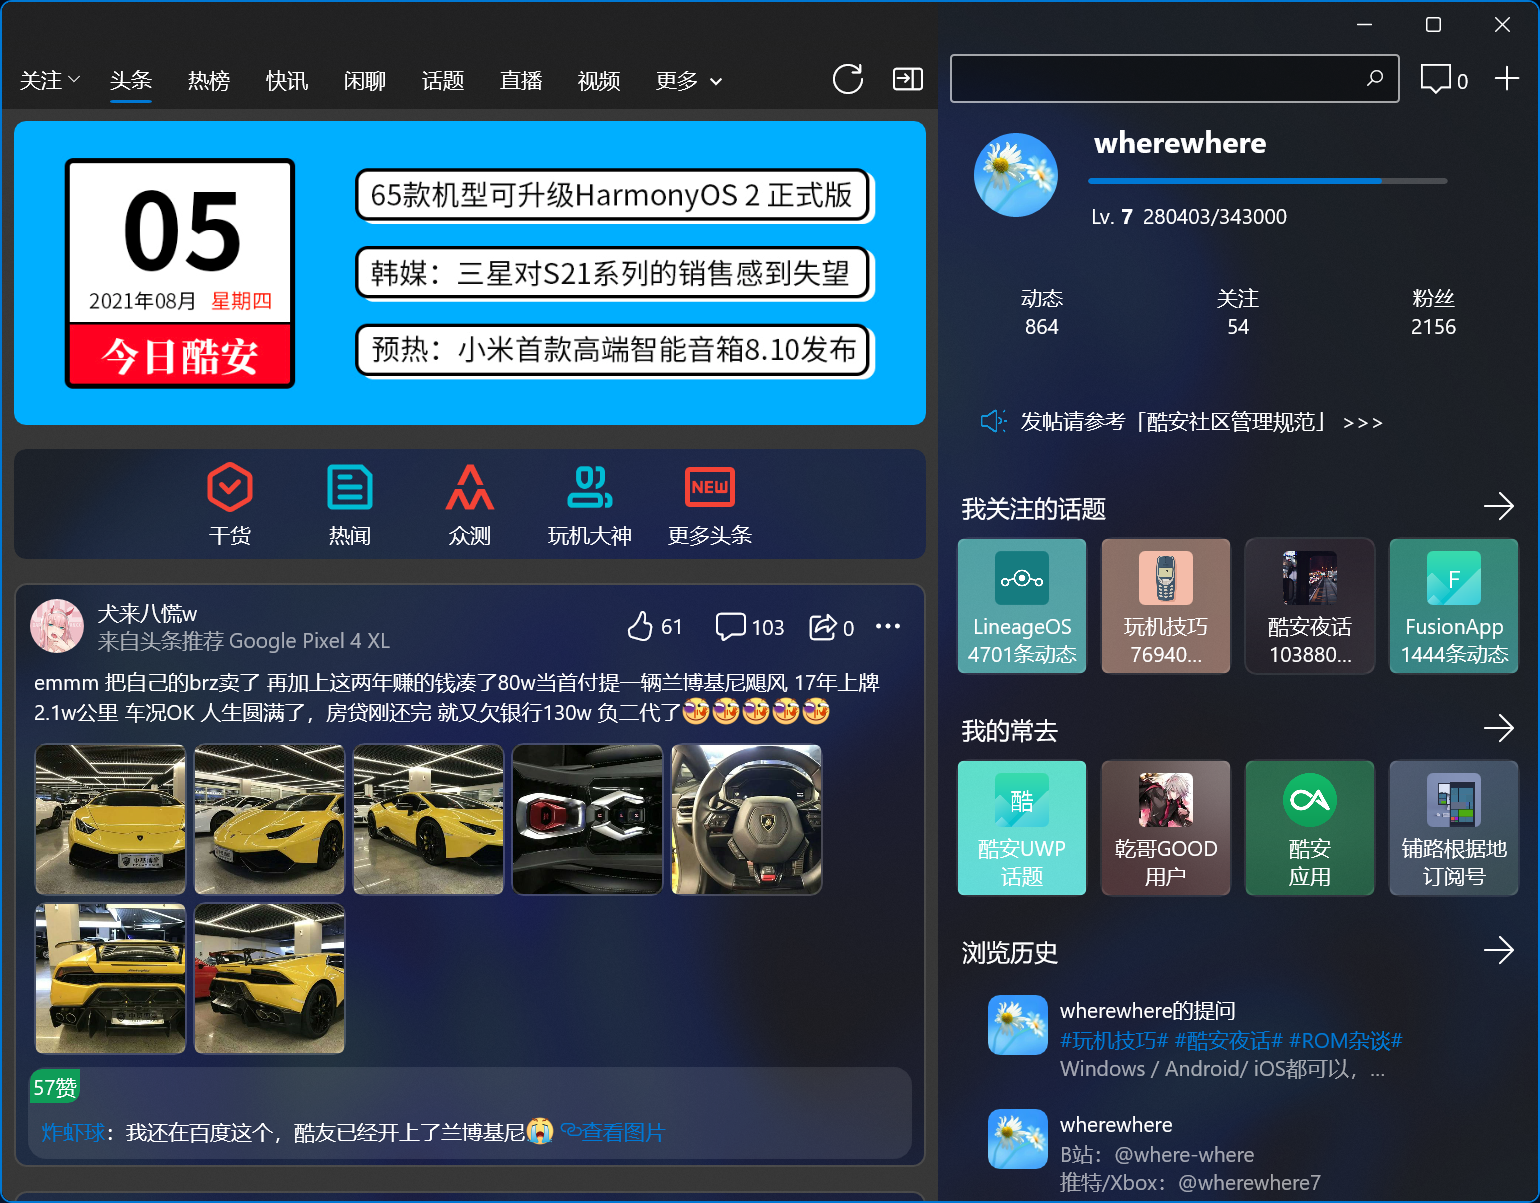 关注 头条 热榜 快讯 闲聊 话题 直播 视频 更多
0
05
2021年08月 星期四
今日酷安
65款机型可升级HarmonyOS 2 正式版
韩媒：三星对S21系列的销售感到失望
预热：小米首款高端智能音箱8.10发布
NEW
干货 热闻 众测 玩机大神 更多头条
犬来八慌w
来自头条推荐 Google Pixel 4 XL
61 103 0
emmm 把自己的brz卖了 再加上这两年赚的钱凑了80w当首付提一辆兰博基尼飓风 17年上牌
2.1w公里 车况OK 人生圆满了，房贷刚还完 就又欠银行130w 负二代了
57赞
炸虾球：我还在百度这个，酷友已经开上了兰博基尼 查看图片
wherewhere
Lv. 7 280403/343000
动态 关注 粉丝
864 54 2156
发帖请参考「酷安社区管理规范」 >>>
我关注的话题
F
LineageOS 玩机技巧 酷安夜话 FusionApp
4701条动态 76940... 103880... 1444条动态
我的常去
酷
酷安UWP 乾哥GOOD 酷安 铺路根据地
话题 用户 应用 订阅号
浏览历史
wherewhere的提问
#玩机技巧# #酷安夜话# #ROM杂谈#
Windows / Android/ iOS都可以，...
wherewhere
B站：@where-where
推特/Xbox：@wherewhere7